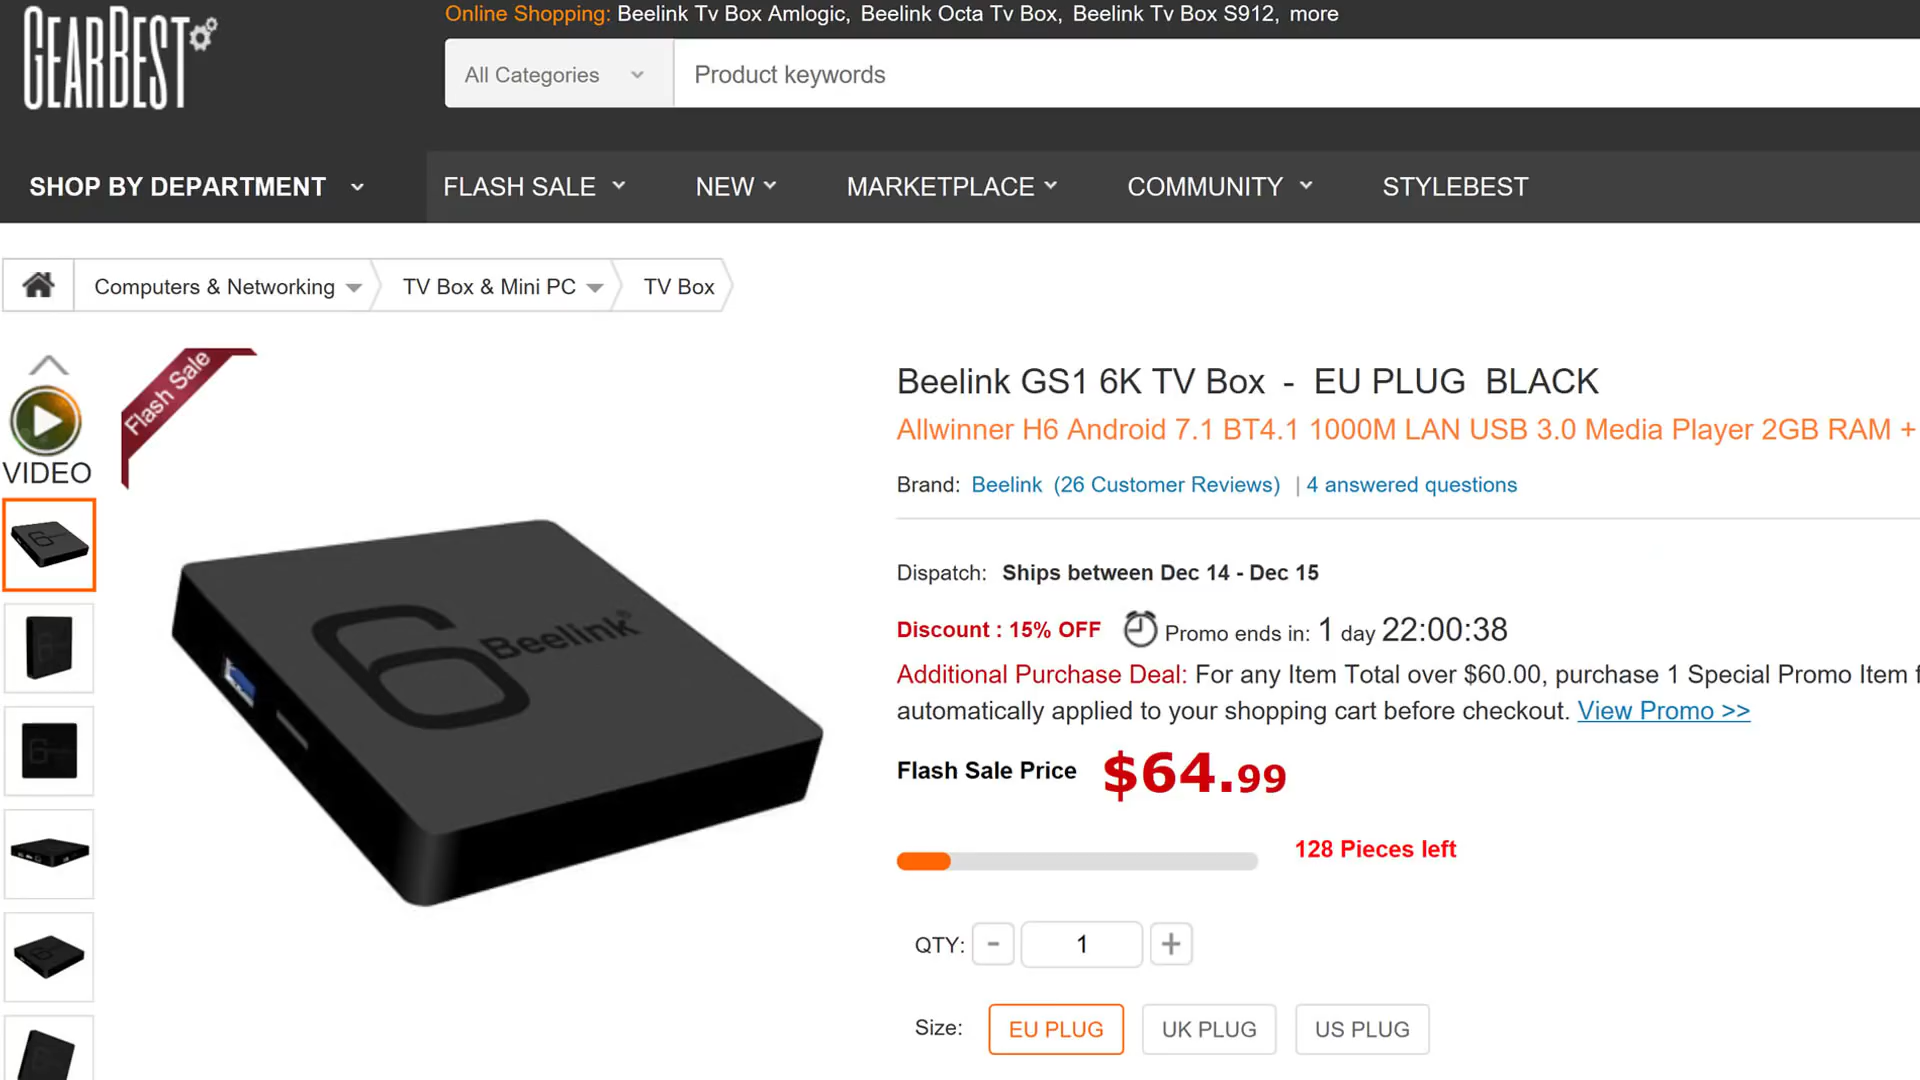 GEARBEST
Online Shopping: Beelink Tv Box Amlogic, Beelink Octa Tv Box, Beelink Tv Box S912, more
All Categories
Product keywords
SHOP BY DEPARTMENT
FLASH SALE
NEW
MARKETPLACE
COMMUNITY
STYLEBEST
Computers & Networking
TV Box & Mini PC
TV Box
VIDEO
Flash Sale
6 Beelink®
Beelink GS1 6K TV Box - EU PLUG BLACK
Allwinner H6 Android 7.1 BT4.1 1000M LAN USB 3.0 Media Player 2GB RAM +
Brand: Beelink (26 Customer Reviews) | 4 answered questions
Dispatch: Ships between Dec 14 - Dec 15
Discount : 15% OFF Promo ends in: 1 day 22:00:38
Additional Purchase Deal: For any Item Total over $60.00, purchase 1 Special Promo Item f
automatically applied to your shopping cart before checkout. View Promo >>
Flash Sale Price $64.99
128 Pieces left
QTY: - 1 +
Size: EU PLUG UK PLUG US PLUG